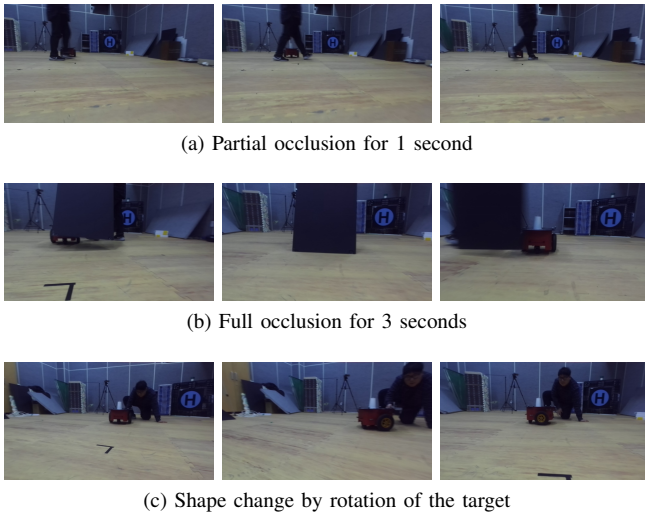 H
H
H
(a) Partial occlusion for 1 second
H
H
H
(b) Full occlusion for 3 seconds
H
H
H
(c) Shape change by rotation of the target